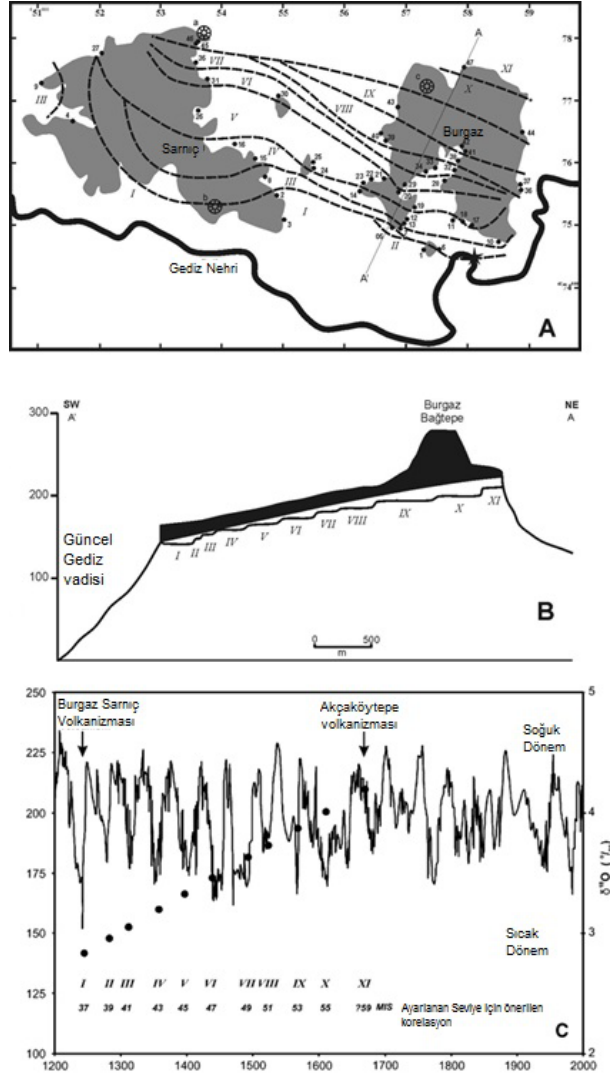 51 52 53 54 55 56 57 58 59
78
77
76
75
74
A
A
A'
a
b
c
Sarnıç
Burgaz
Gediz Nehri
I
II
III
IV
V
VI
VII
VIII
IX
X
XI
SW
A'
Burgaz
Bağtepe
NE
A
300
200
100
Güncel
Gediz
vadisi
I II III IV V VI VII VIII IX X XI
0 500
m
B
250
225
200
175
150
125
100
5
4
3
2
δ¹⁸O (°/₀₀)
Burgaz Sarnıç
Volkanizması
Akçaköytepe
volkanizması
Soğuk
Dönem
Sıcak
Dönem
I II III IV V VI VII VIII IX X XI
37 39 41 43 45 47 49 51 53 55 ?59 MIS Ayarlanan Seviye için önerilen
korelasyon
C
1200 1300 1400 1500 1600 1700 1800 1900 2000